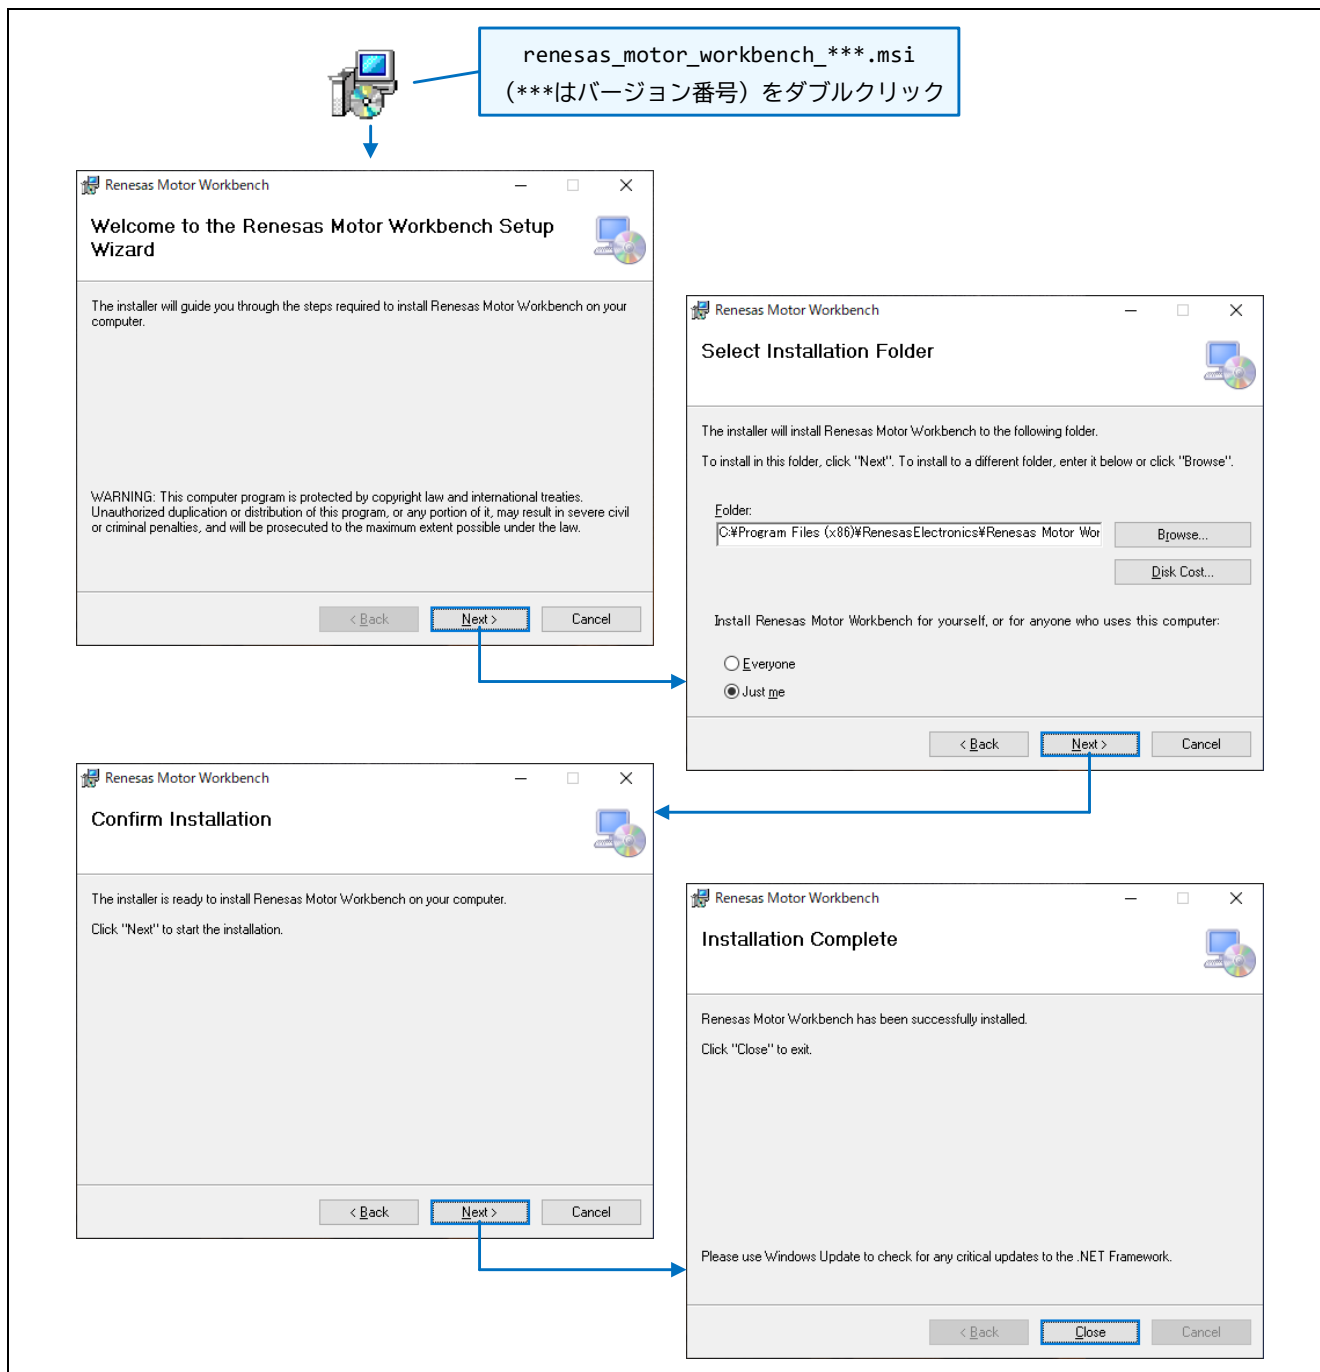 renesas_motor_workbench_***.msi
（***はバージョン番号）をダブルクリック
Renesas Motor Workbench
Welcome to the Renesas Motor Workbench Setup
Wizard
The installer will guide you through the steps required to install Renesas Motor Workbench on your
computer.
WARNING: This computer program is protected by copyright law and international treaties.
Unauthorized duplication or distribution of this program, or any portion of it, may result in severe civil
or criminal penalties, and will be prosecuted to the maximum extent possible under the law.
< Back
Next >
Cancel
Renesas Motor Workbench
Select Installation Folder
The installer will install Renesas Motor Workbench to the following folder.
To install in this folder, click "Next". To install to a different folder, enter it below or click "Browse".
Folder:
C:¥Program Files (x86)¥RenesasElectronics¥Renesas Motor Wor
Browse...
Disk Cost...
Install Renesas Motor Workbench for yourself, or for anyone who uses this computer:
Everyone
Just me
< Back
Next >
Cancel
Renesas Motor Workbench
Confirm Installation
The installer is ready to install Renesas Motor Workbench on your computer.
Click "Next" to start the installation.
< Back
Next >
Cancel
Renesas Motor Workbench
Installation Complete
Renesas Motor Workbench has been successfully installed.
Click "Close" to exit.
Please use Windows Update to check for any critical updates to the .NET Framework.
< Back
Close
Cancel